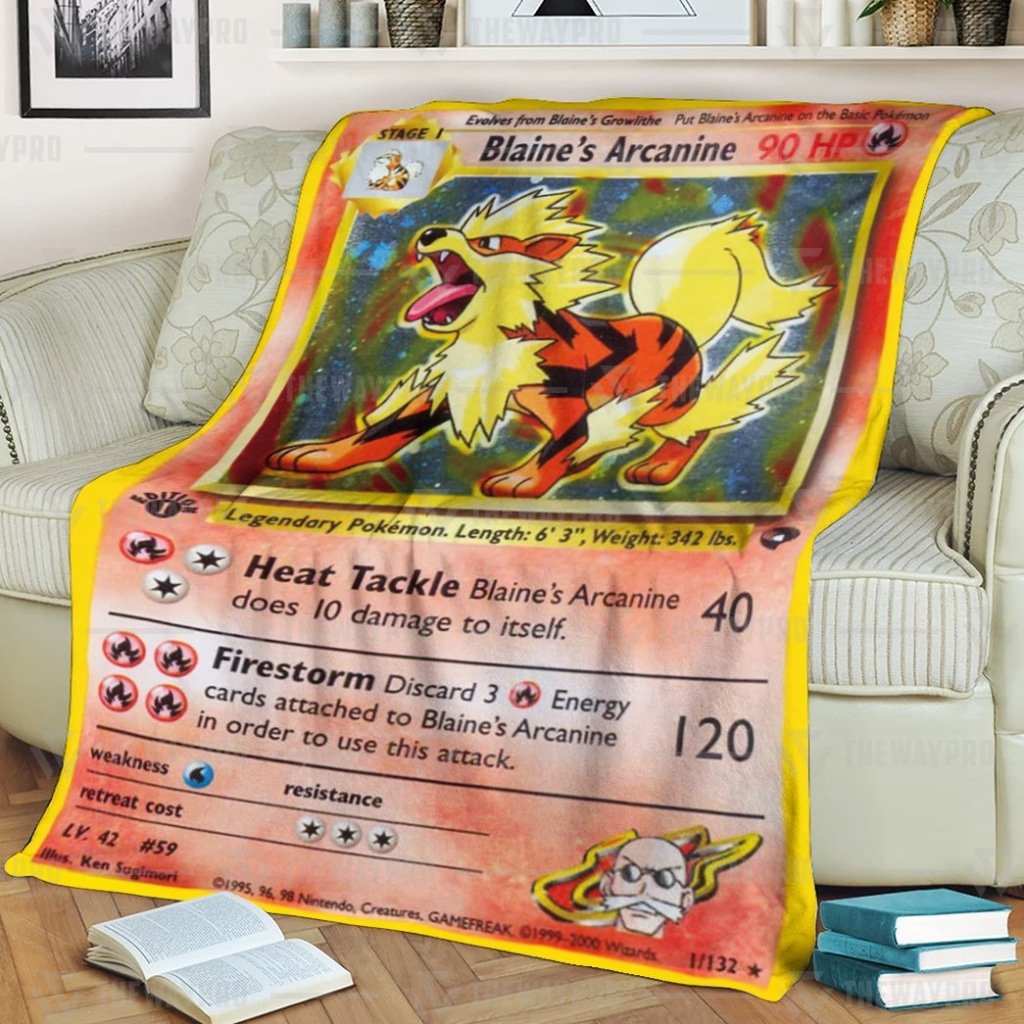 THEWAYPRO
STAGE 1
Evolves from Blaine's Growlithe Put Blaine's Arcanine on the Basic Pokémon
Blaine's Arcanine 90 HP
EDITION
1
Legendary Pokémon. Length: 6' 3", Weight: 342 lbs.
Heat Tackle Blaine's Arcanine
does 10 damage to itself.
40
Firestorm Discard 3 Energy
cards attached to Blaine's Arcanine
in order to use this attack.
120
weakness
resistance
retreat cost
LV. 42 #59
Illus. Ken Sugimori
©1995, 96, 98 Nintendo, Creatures, GAMEFREAK. ©1999-2000 Wizards.
1/132 ★